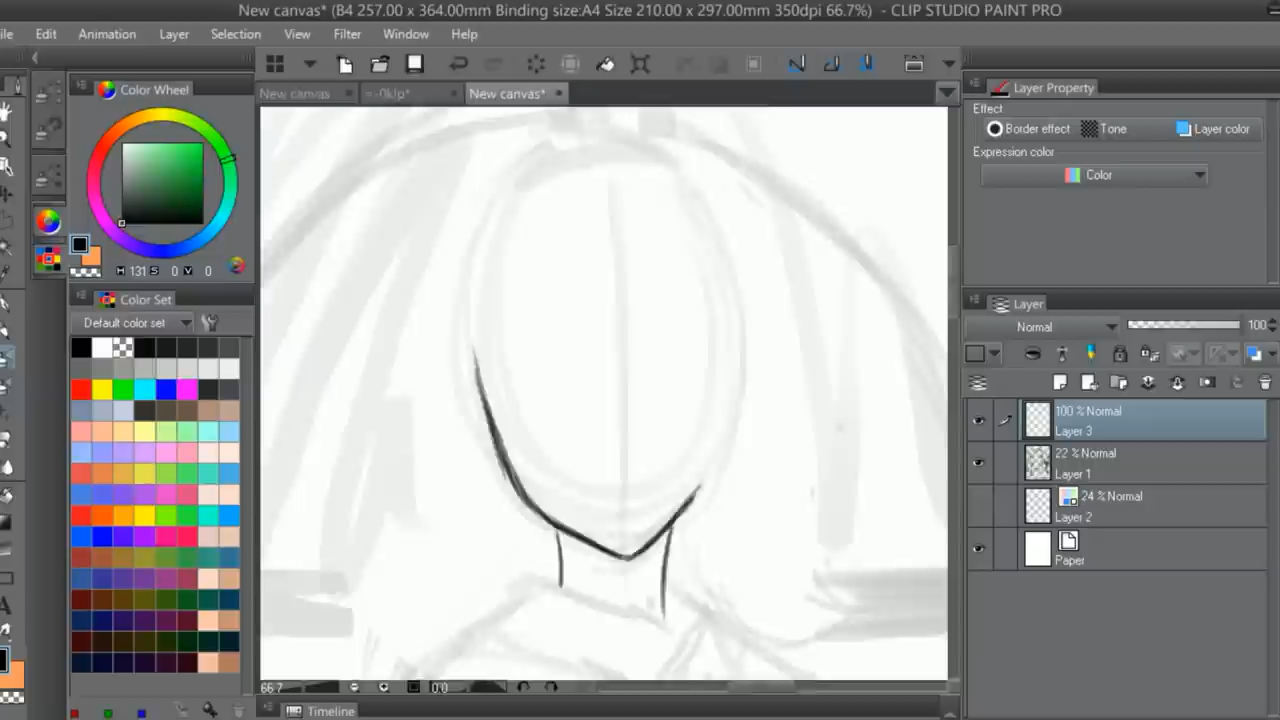 New canvas* (B4 257.00 x 364.00mm Binding size:A4 Size 210.00 x 297.00mm 350dpi 66.7%) - CLIP STUDIO PAINT PRO
ile Edit Animation Layer Selection View Filter Window Help
Color Wheel
New canvas
=-0klp*
New canvas*
Layer Property
Effect
Border effect Tone Layer color
Expression color
Color
H 131 S 0 V 0
Color Set
Default color set
Layer
Normal 100
100 % Normal
Layer 3
22 % Normal
Layer 1
24 % Normal
Layer 2
Paper
66.7 0.0
Timeline